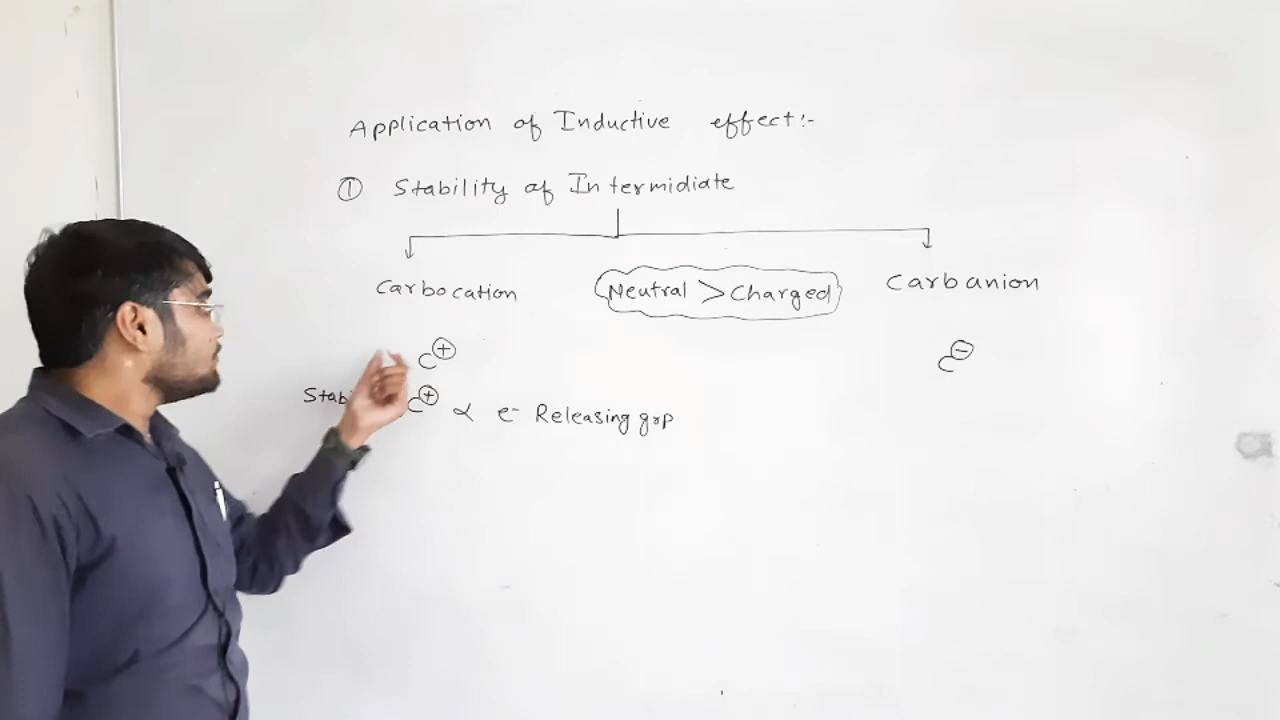 Application of Inductive effect:-
① Stability of Intermidiate
Carbocation
Neutral > Charged
Carbanion
C⊕
C⊖
C⊕ ∝ e⁻ Releasing grp